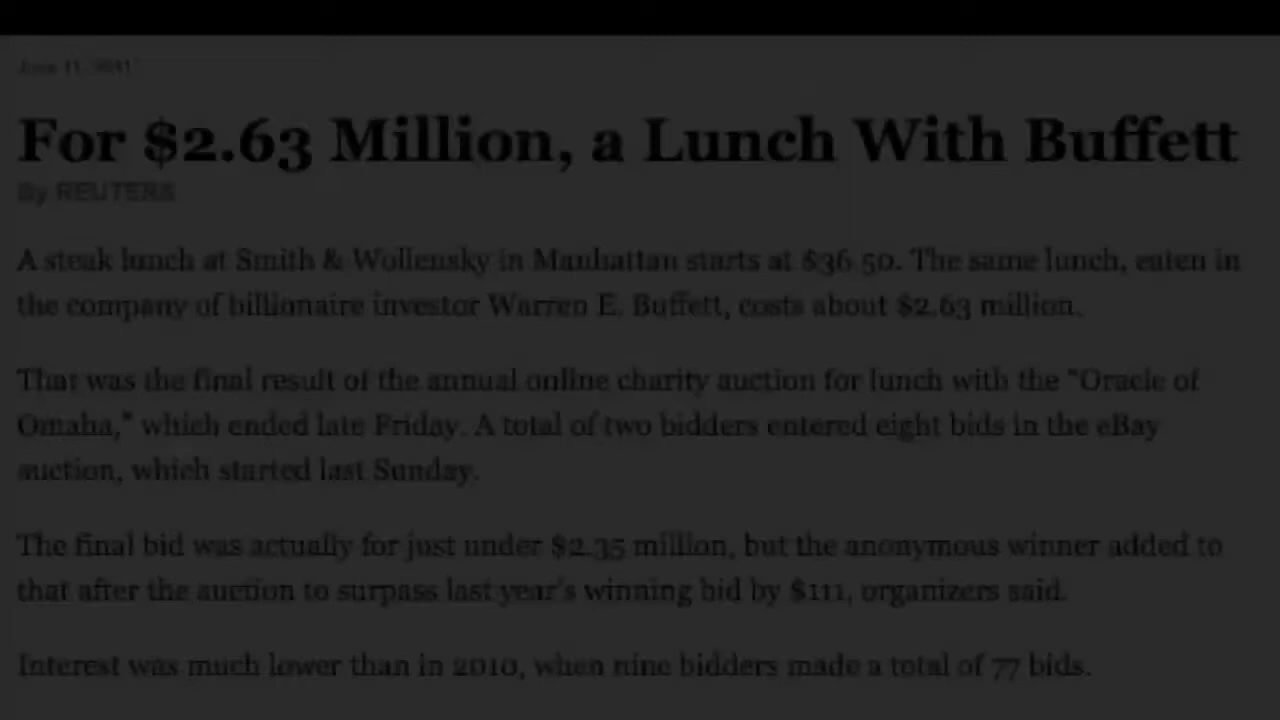 June 11, 2011
For $2.63 Million, a Lunch With Buffett
By REUTERS
A steak lunch at Smith & Wollensky in Manhattan starts at $36.50. The same lunch, eaten in
the company of billionaire investor Warren E. Buffett, costs about $2.63 million.
That was the final result of the annual online charity auction for lunch with the "Oracle of
Omaha," which ended late Friday. A total of two bidders entered eight bids in the eBay
auction, which started last Sunday.
The final bid was actually for just under $2.35 million, but the anonymous winner added to
that after the auction to surpass last year's winning bid by $111, organizers said.
Interest was much lower than in 2010, when nine bidders made a total of 77 bids.